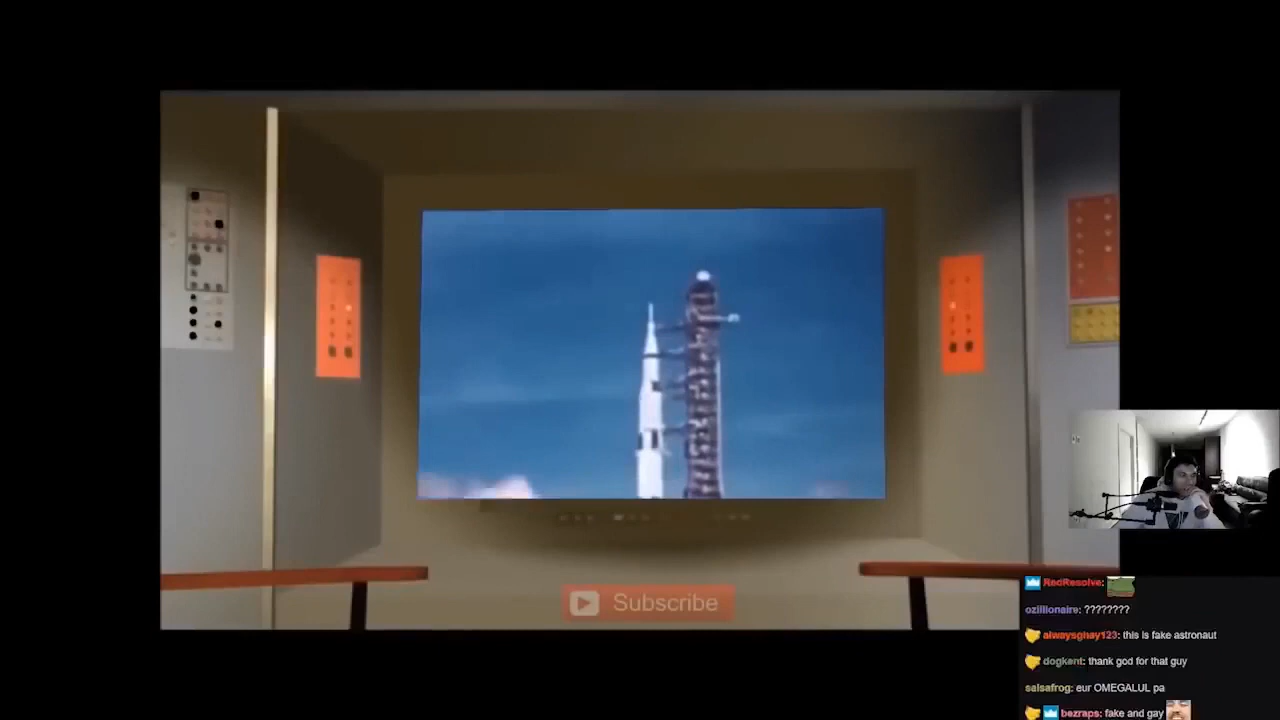 Subscribe
RedResolve:
ozillionaire: ????????
alwaysghay123: this is fake astronaut
dogkent: thank god for that guy
salsafrog: eur OMEGALUL pa
bezraps: fake and gay